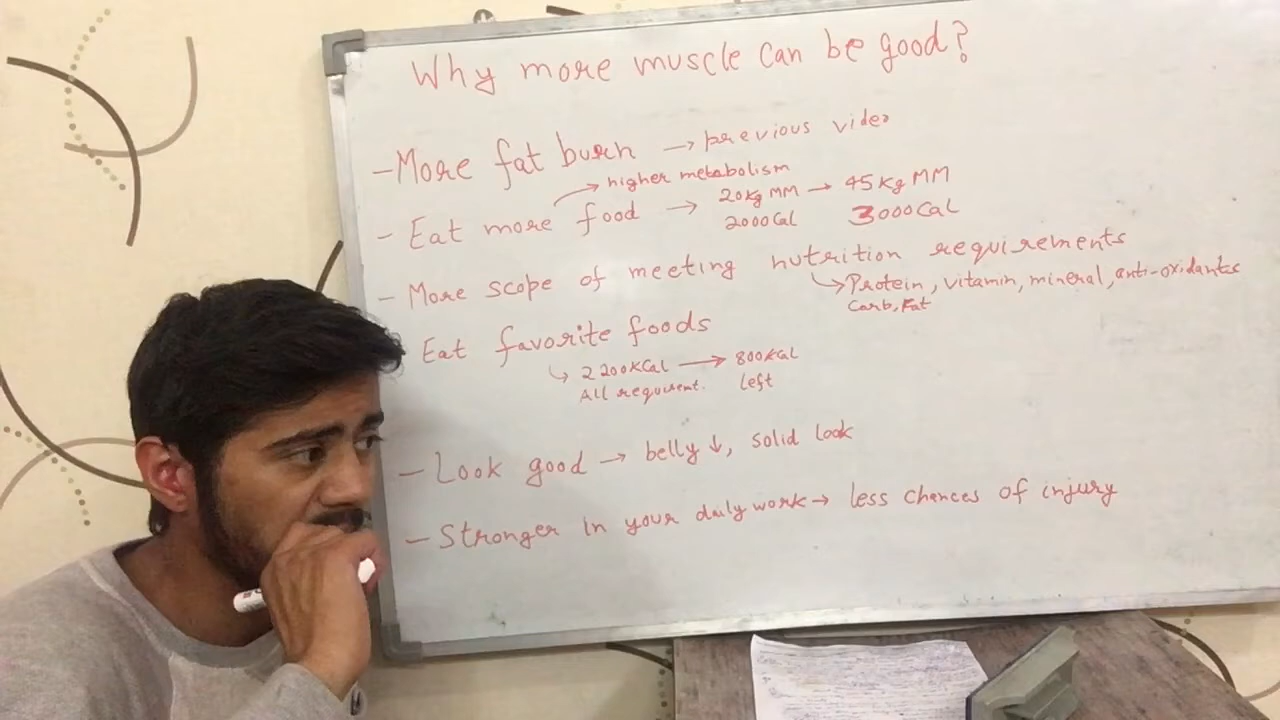 Why more muscle can be good?
- More fat burn → previous video
→ higher metabolism
- Eat more food → 20Kg MM → 45Kg MM
2000Cal 3000Cal
- More scope of meeting nutrition requirements
↳ Protein, vitamin, mineral, anti-oxidantes
Carb, Fat
Eat favorite foods
↳ 2200KCal → 800KCal
All requirent. left
- Look good → belly ↓, solid look
- Stronger in your daily work → less chances of injury